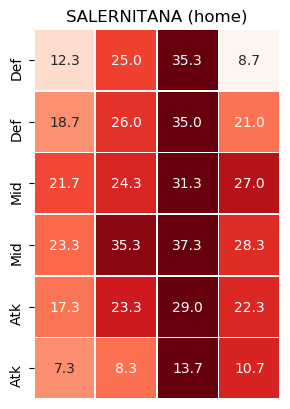 SALERNITANA (home)
Def 12.3 25.0 35.3 8.7
Def 18.7 26.0 35.0 21.0
Mid 21.7 24.3 31.3 27.0
Mid 23.3 35.3 37.3 28.3
Atk 17.3 23.3 29.0 22.3
Atk 7.3 8.3 13.7 10.7